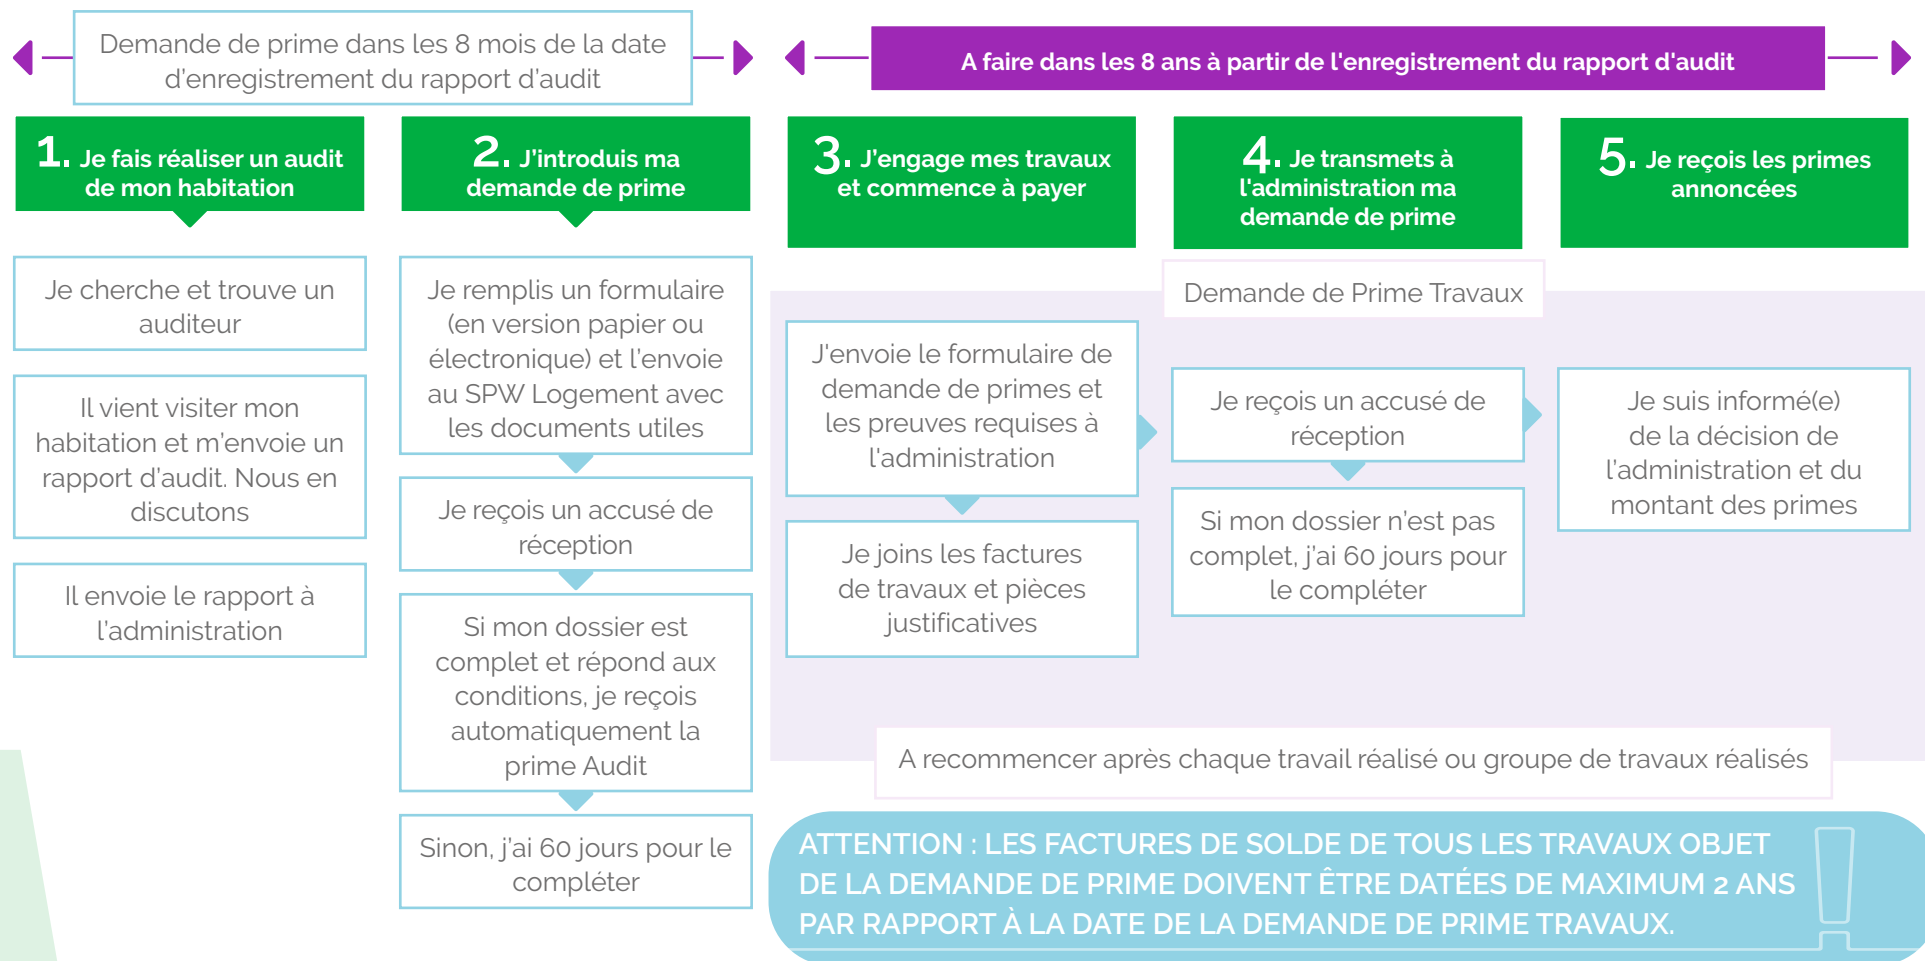 Demande de prime dans les 8 mois de la date
d'enregistrement du rapport d'audit
A faire dans les 8 ans à partir de l'enregistrement du rapport d'audit
1. Je fais réaliser un audit
de mon habitation
Je cherche et trouve un
auditeur
Il vient visiter mon
habitation et m'envoie un
rapport d'audit. Nous en
discutons
Il envoie le rapport à
l'administration
2. J'introduis ma
demande de prime
Je remplis un formulaire
(en version papier ou
électronique) et l'envoie
au SPW Logement avec
les documents utiles
Je reçois un accusé de
réception
Si mon dossier est
complet et répond aux
conditions, je reçois
automatiquement la
prime Audit
Sinon, j'ai 60 jours pour le
compléter
3. J'engage mes travaux
et commence à payer
4. Je transmets à
l'administration ma
demande de prime
5. Je reçois les primes
annoncées
Demande de Prime Travaux
J'envoie le formulaire de
demande de primes et
les preuves requises à
l'administration
Je joins les factures
de travaux et pièces
justificatives
Je reçois un accusé de
réception
Si mon dossier n'est pas
complet, j'ai 60 jours pour
le compléter
Je suis informé(e)
de la décision de
l'administration et du
montant des primes
A recommencer après chaque travail réalisé ou groupe de travaux réalisés
ATTENTION : LES FACTURES DE SOLDE DE TOUS LES TRAVAUX OBJET
DE LA DEMANDE DE PRIME DOIVENT ÊTRE DATÉES DE MAXIMUM 2 ANS
PAR RAPPORT À LA DATE DE LA DEMANDE DE PRIME TRAVAUX.
!